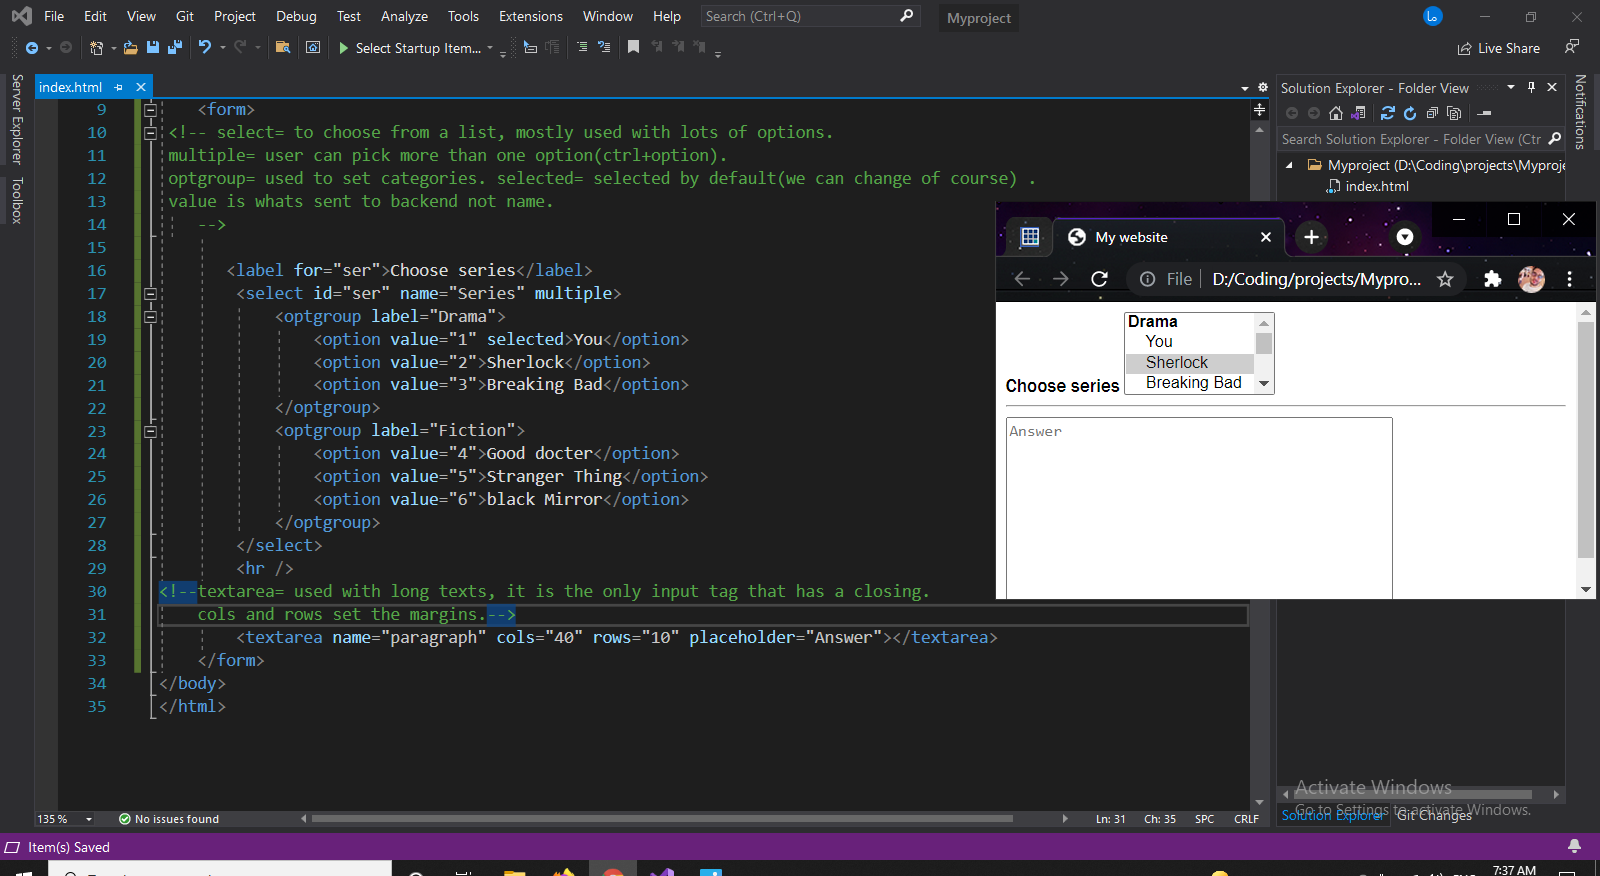 File Edit View Git Project Debug Test Analyze Tools Extensions Window Help Search (Ctrl+Q) Myproject
Select Startup Item... Live Share
Server Explorer
Toolbox
index.html
9 <form>
10 <!-- select= to choose from a list, mostly used with lots of options.
11 multiple= user can pick more than one option(ctrl+option).
12 optgroup= used to set categories. selected= selected by default(we can change of course) .
13 value is whats sent to backend not name.
14 -->
15
16 <label for="ser">Choose series</label>
17 <select id="ser" name="Series" multiple>
18 <optgroup label="Drama">
19 <option value="1" selected>You</option>
20 <option value="2">Sherlock</option>
21 <option value="3">Breaking Bad</option>
22 </optgroup>
23 <optgroup label="Fiction">
24 <option value="4">Good docter</option>
25 <option value="5">Stranger Thing</option>
26 <option value="6">black Mirror</option>
27 </optgroup>
28 </select>
29 <hr />
30 <!--textarea= used with long texts, it is the only input tag that has a closing.
31 cols and rows set the margins.-->
32 <textarea name="paragraph" cols="40" rows="10" placeholder="Answer"></textarea>
33 </form>
34 </body>
35 </html>
Solution Explorer - Folder View
Search Solution Explorer - Folder View (Ctr
Myproject (D:\Coding\projects\Myproje
index.html
Notifications
My website
File D:/Coding/projects/Mypro...
Drama
You
Sherlock
Breaking Bad
Choose series
Answer
Activate Windows
Go to Settings to activate Windows.
Solution Explorer Git Changes
135 % No issues found Ln: 31 Ch: 35 SPC CRLF
Item(s) Saved
7:37 AM